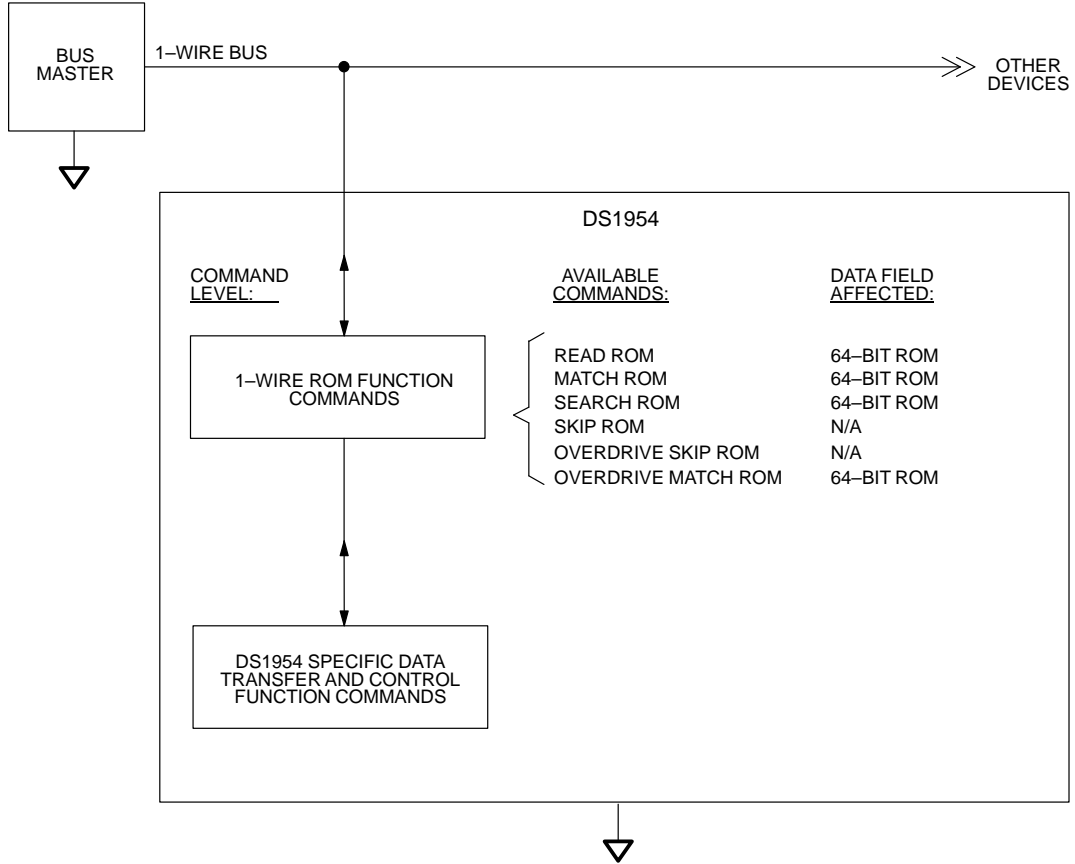 BUS
MASTER
1–WIRE BUS
OTHER
DEVICES
DS1954
COMMAND
LEVEL:
AVAILABLE
COMMANDS:
DATA FIELD
AFFECTED:
1–WIRE ROM FUNCTION
COMMANDS
READ ROM 64–BIT ROM
MATCH ROM 64–BIT ROM
SEARCH ROM 64–BIT ROM
SKIP ROM N/A
OVERDRIVE SKIP ROM N/A
OVERDRIVE MATCH ROM 64–BIT ROM
DS1954 SPECIFIC DATA
TRANSFER AND CONTROL
FUNCTION COMMANDS